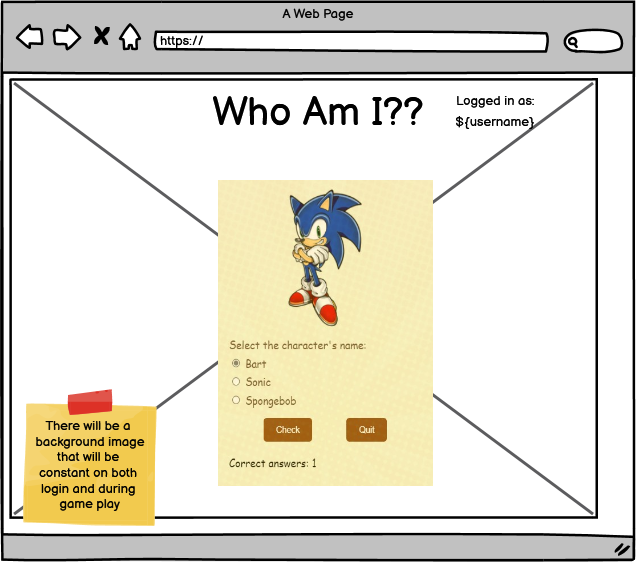 A Web Page
https://
Who Am I??
Logged in as:
${username}
Select the character's name:
Bart
Sonic
Spongebob
Check
Quit
Correct answers: 1
There will be a
background image
that will be
constant on both
login and during
game play